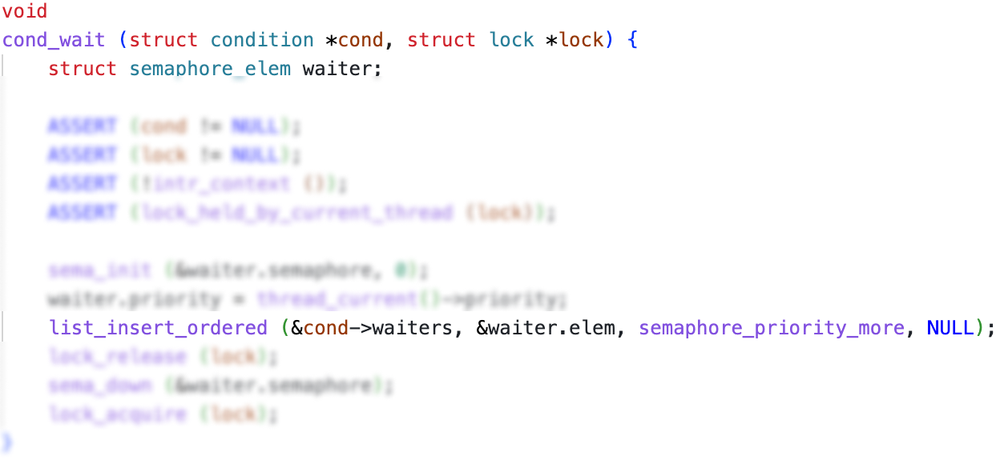 void
cond_wait (struct condition *cond, struct lock *lock) {
struct semaphore_elem waiter;
ASSERT (cond != NULL);
ASSERT (lock != NULL);
ASSERT (!intr_context ());
ASSERT (lock_held_by_current_thread (lock));
sema_init (&waiter.semaphore, 0);
waiter.priority = thread_current()->priority;
list_insert_ordered (&cond->waiters, &waiter.elem, semaphore_priority_more, NULL);
lock_release (lock);
sema_down (&waiter.semaphore);
lock_acquire (lock);
}